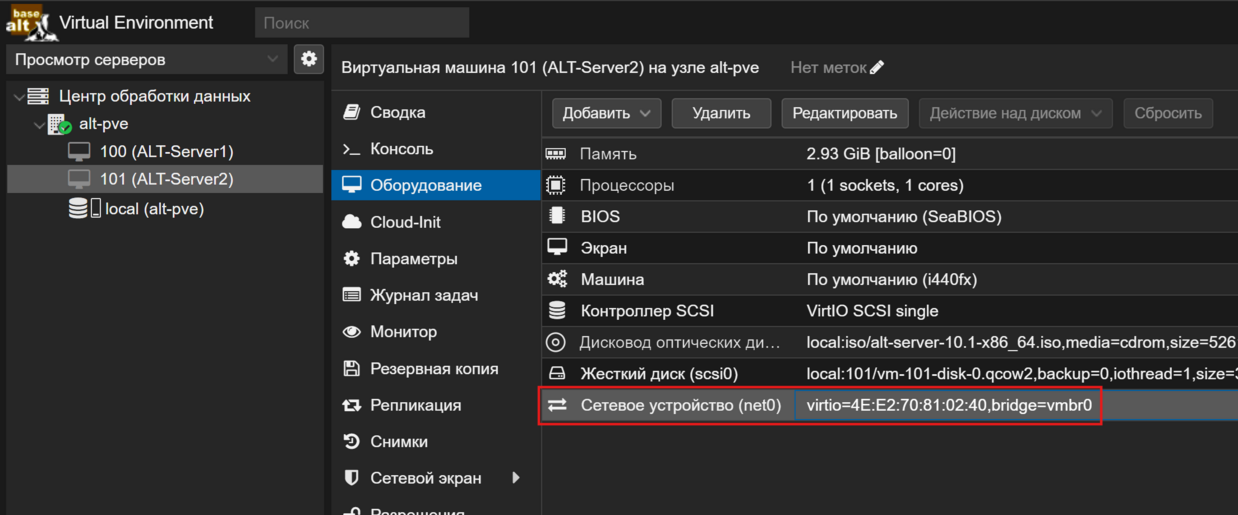 base alt Virtual Environment Поиск
Просмотр серверов
Центр обработки данных
alt-pve
100 (ALT-Server1)
101 (ALT-Server2)
local (alt-pve)
Виртуальная машина 101 (ALT-Server2) на узле alt-pve Нет меток
Сводка
Консоль
Оборудование
Cloud-Init
Параметры
Журнал задач
Монитор
Резервная копия
Репликация
Снимки
Сетевой экран
Разрешения
Добавить Удалить Редактировать Действие над диском Сбросить
Память 2.93 GiB [balloon=0]
Процессоры 1 (1 sockets, 1 cores)
BIOS По умолчанию (SeaBIOS)
Экран По умолчанию
Машина По умолчанию (i440fx)
Контроллер SCSI VirtIO SCSI single
Дисковод оптических ди... local:iso/alt-server-10.1-x86_64.iso,media=cdrom,size=526
Жесткий диск (scsi0) local:101/vm-101-disk-0.qcow2,backup=0,iothread=1,size=3
Сетевое устройство (net0) virtio=4E:E2:70:81:02:40,bridge=vmbr0